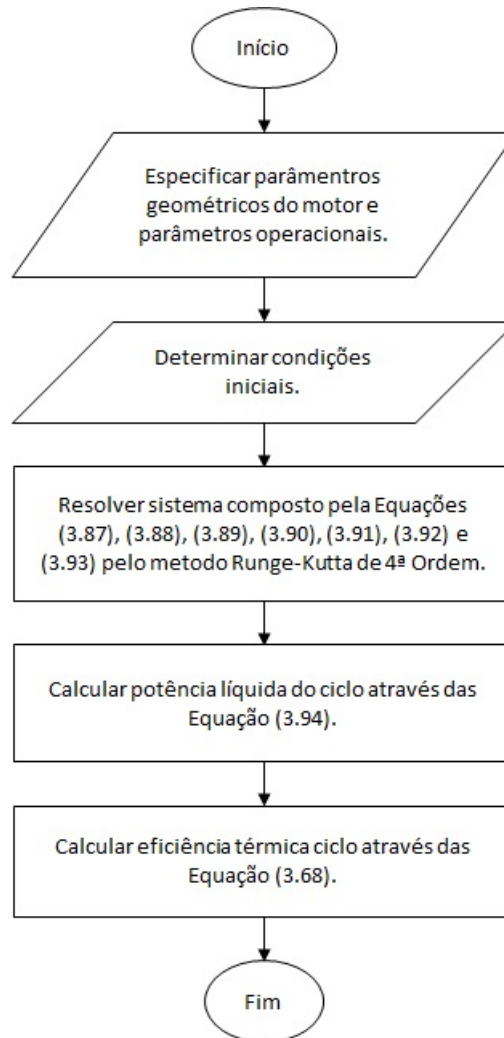 Início
Especificar parâmentros
geométricos do motor e
parâmetros operacionais.
Determinar condições
iniciais.
Resolver sistema composto pela Equações
(3.87), (3.88), (3.89), (3.90), (3.91), (3.92) e
(3.93) pelo metodo Runge-Kutta de 4ª Ordem.
Calcular potência líquida do ciclo através das
Equação (3.94).
Calcular eficiência térmica ciclo através das
Equação (3.68).
Fim